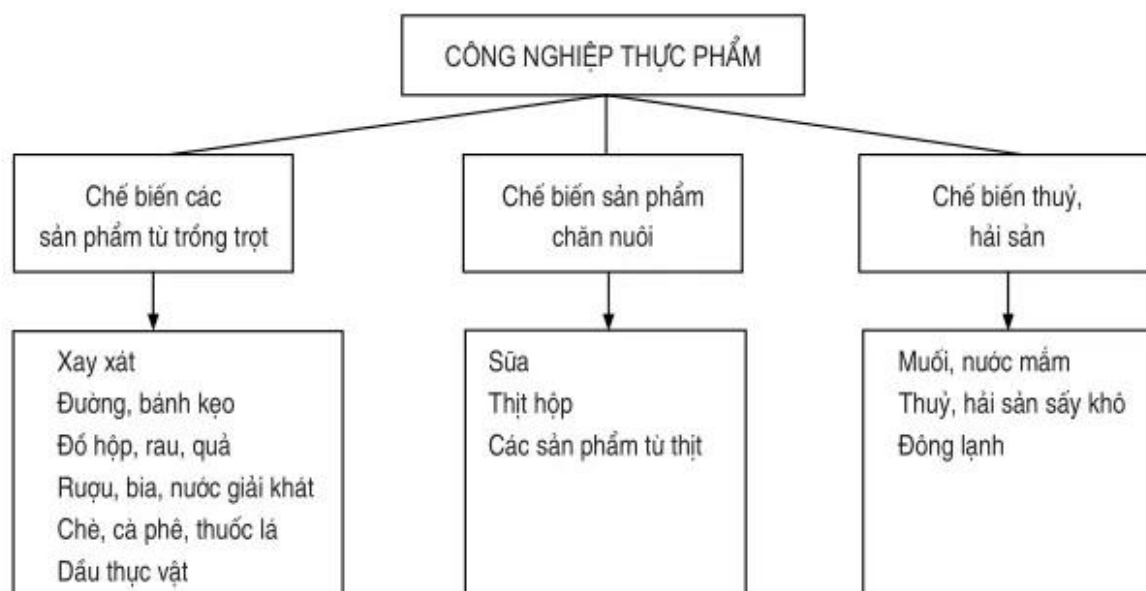 CÔNG NGHIỆP THỰC PHẨM
Chế biến các
sản phẩm từ trồng trọt
Chế biến sản phẩm
chăn nuôi
Chế biến thuỷ,
hải sản
Xay xát
Đường, bánh kẹo
Đồ hộp, rau, quả
Rượu, bia, nước giải khát
Chè, cà phê, thuốc lá
Dầu thực vật
Sữa
Thịt hộp
Các sản phẩm từ thịt
Muối, nước mắm
Thuỷ, hải sản sấy khô
Đông lạnh